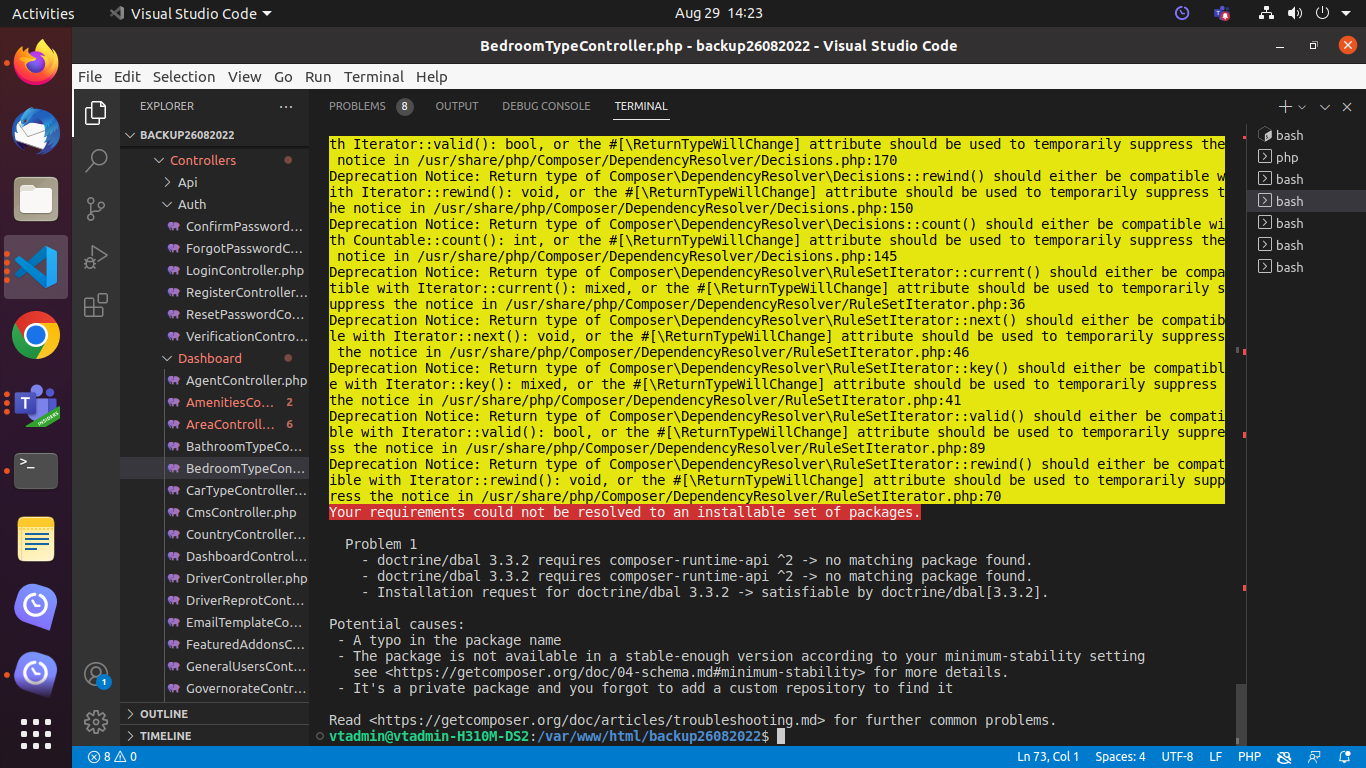 Activities
Visual Studio Code
Aug 29 14:23
BedroomTypeController.php - backup26082022 - Visual Studio Code
File Edit Selection View Go Run Terminal Help
EXPLORER
BACKUP26082022
Controllers
Api
Auth
ConfirmPassword...
ForgotPasswordC...
LoginController.php
RegisterController...
ResetPasswordCo...
VerificationContro...
Dashboard
AgentController.php
AmenitiesCo... 2
AreaControll... 6
BathroomTypeCo...
BedroomTypeCon...
CarTypeController...
CmsController.php
CountryController...
DashboardControl...
DriverController.php
DriverReprotCont...
EmailTemplateCo...
FeaturedAddonsC...
GeneralUsersCont...
GovernorateContr...
OUTLINE
TIMELINE
1
PROBLEMS 8 OUTPUT DEBUG CONSOLE TERMINAL
th Iterator::valid(): bool, or the #[\ReturnTypeWillChange] attribute should be used to temporarily suppress the
notice in /usr/share/php/Composer/DependencyResolver/Decisions.php:170
Deprecation Notice: Return type of Composer\DependencyResolver\Decisions::rewind() should either be compatible w
ith Iterator::rewind(): void, or the #[\ReturnTypeWillChange] attribute should be used to temporarily suppress t
he notice in /usr/share/php/Composer/DependencyResolver/Decisions.php:150
Deprecation Notice: Return type of Composer\DependencyResolver\Decisions::count() should either be compatible wi
th Countable::count(): int, or the #[\ReturnTypeWillChange] attribute should be used to temporarily suppress the
notice in /usr/share/php/Composer/DependencyResolver/Decisions.php:145
Deprecation Notice: Return type of Composer\DependencyResolver\RuleSetIterator::current() should either be compa
tible with Iterator::current(): mixed, or the #[\ReturnTypeWillChange] attribute should be used to temporarily s
uppress the notice in /usr/share/php/Composer/DependencyResolver/RuleSetIterator.php:36
Deprecation Notice: Return type of Composer\DependencyResolver\RuleSetIterator::next() should either be compatib
le with Iterator::next(): void, or the #[\ReturnTypeWillChange] attribute should be used to temporarily suppress
the notice in /usr/share/php/Composer/DependencyResolver/RuleSetIterator.php:46
Deprecation Notice: Return type of Composer\DependencyResolver\RuleSetIterator::key() should either be compatibl
e with Iterator::key(): mixed, or the #[\ReturnTypeWillChange] attribute should be used to temporarily suppress
the notice in /usr/share/php/Composer/DependencyResolver/RuleSetIterator.php:41
Deprecation Notice: Return type of Composer\DependencyResolver\RuleSetIterator::valid() should either be compati
ble with Iterator::valid(): bool, or the #[\ReturnTypeWillChange] attribute should be used to temporarily suppre
ss the notice in /usr/share/php/Composer/DependencyResolver/RuleSetIterator.php:89
Deprecation Notice: Return type of Composer\DependencyResolver\RuleSetIterator::rewind() should either be compat
ible with Iterator::rewind(): void, or the #[\ReturnTypeWillChange] attribute should be used to temporarily supp
ress the notice in /usr/share/php/Composer/DependencyResolver/RuleSetIterator.php:70
Your requirements could not be resolved to an installable set of packages.
Problem 1
- doctrine/dbal 3.3.2 requires composer-runtime-api ^2 -> no matching package found.
- doctrine/dbal 3.3.2 requires composer-runtime-api ^2 -> no matching package found.
- Installation request for doctrine/dbal 3.3.2 -> satisfiable by doctrine/dbal[3.3.2].
Potential causes:
- A typo in the package name
- The package is not available in a stable-enough version according to your minimum-stability setting
see <https://getcomposer.org/doc/04-schema.md#minimum-stability> for more details.
- It's a private package and you forgot to add a custom repository to find it
Read <https://getcomposer.org/doc/articles/troubleshooting.md> for further common problems.
vtadmin@vtadmin-H310M-DS2:/var/www/html/backup26082022$
bash
php
bash
bash
bash
bash
bash
8 0
Ln 73, Col 1 Spaces: 4 UTF-8 LF PHP